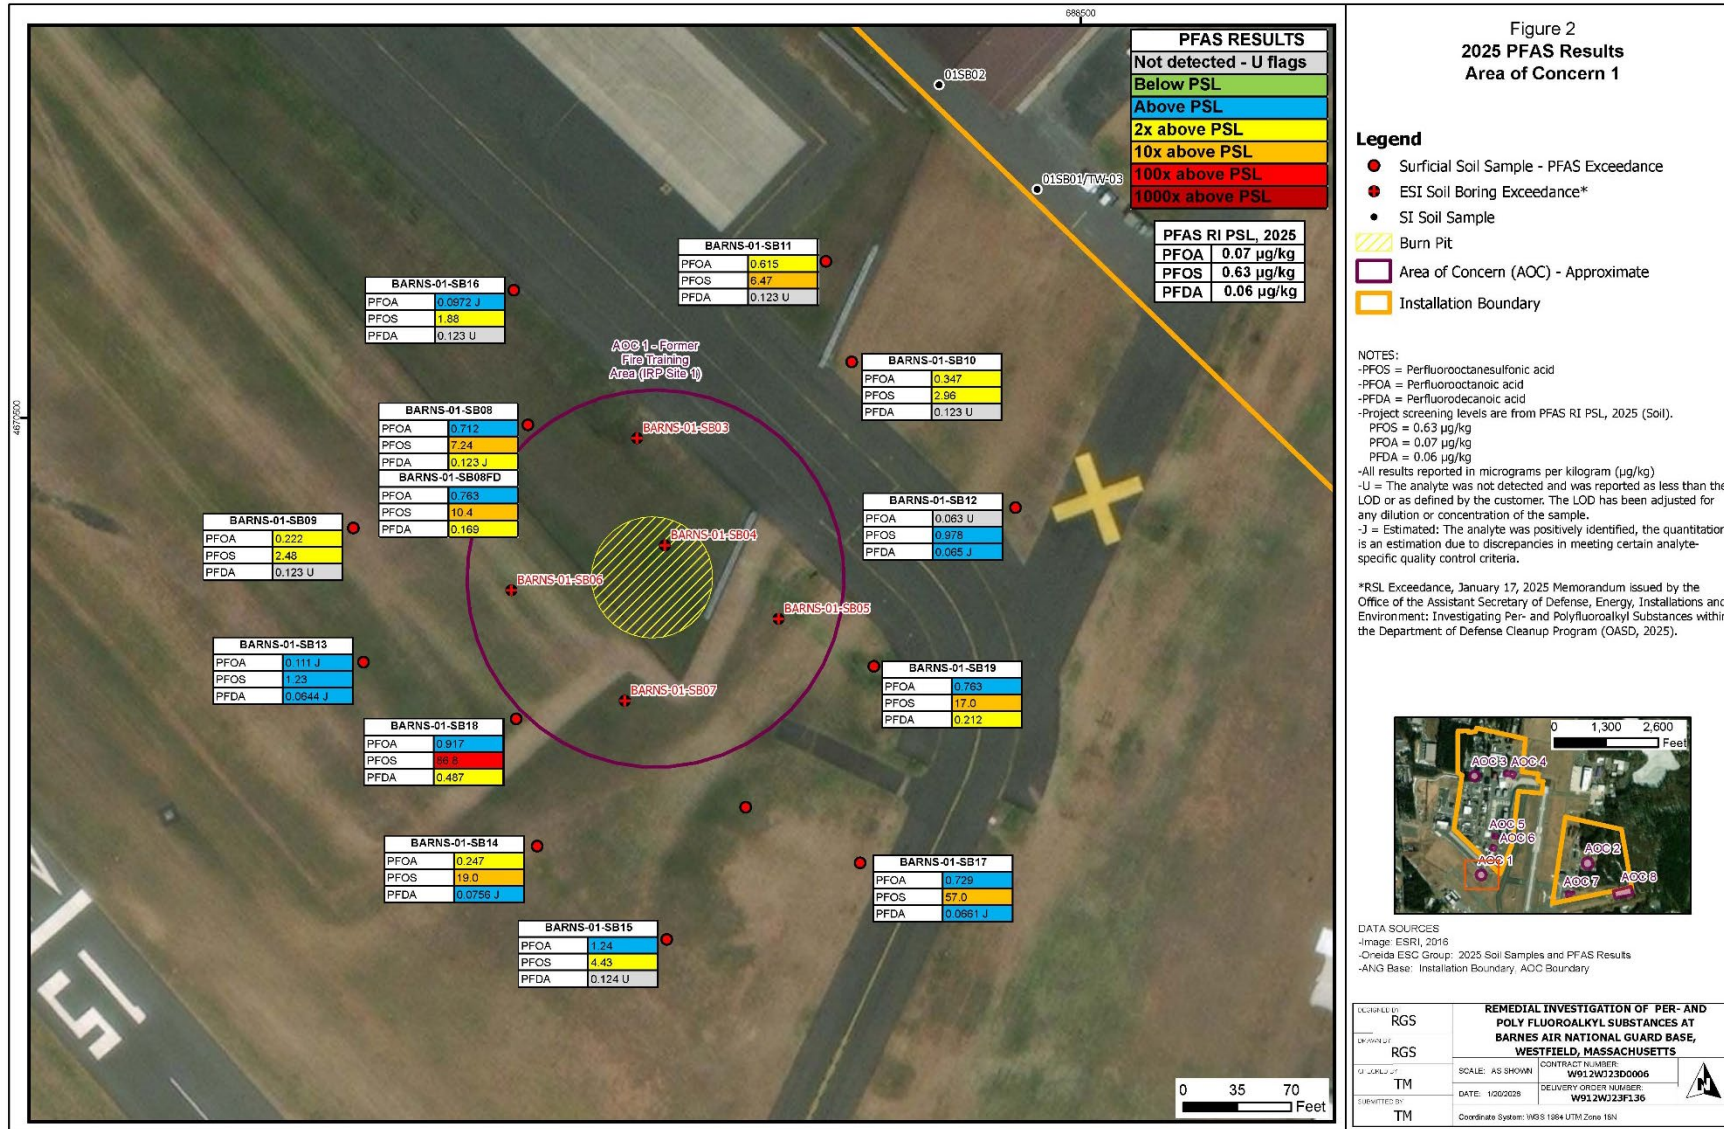 688500
4670500
PFAS RESULTS
Not detected - U flags
Below PSL
Above PSL
2x above PSL
10x above PSL
100x above PSL
1000x above PSL
PFAS RI PSL, 2025
PFOA 0.07 µg/kg
PFOS 0.63 µg/kg
PFDA 0.06 µg/kg
01SB02
01SB01/TW-03
BARNS-01-SB11
PFOA 0.615
PFOS 6.47
PFDA 0.123 U
BARNS-01-SB16
PFOA 0.0972 J
PFOS 1.88
PFDA 0.123 U
AOC 1 - Former
Fire Training
Area (IRP Site 1)
BARNS-01-SB10
PFOA 0.347
PFOS 2.96
PFDA 0.123 U
BARNS-01-SB08
PFOA 0.712
PFOS 7.24
PFDA 0.123 J
BARNS-01-SB08FD
PFOA 0.763
PFOS 10.4
PFDA 0.169
BARNS-01-SB03
BARNS-01-SB12
PFOA 0.063 U
PFOS 0.978
PFDA 0.065 J
BARNS-01-SB09
PFOA 0.222
PFOS 2.48
PFDA 0.123 U
BARNS-01-SB04
BARNS-01-SB06
BARNS-01-SB05
BARNS-01-SB13
PFOA 0.111 J
PFOS 1.23
PFDA 0.0644 J
BARNS-01-SB19
PFOA 0.763
PFOS 17.0
PFDA 0.212
BARNS-01-SB07
BARNS-01-SB18
PFOA 0.917
PFOS 86.8
PFDA 0.487
BARNS-01-SB14
PFOA 0.247
PFOS 19.0
PFDA 0.0756 J
BARNS-01-SB17
PFOA 0.729
PFOS 57.0
PFDA 0.0661 J
BARNS-01-SB15
PFOA 1.24
PFOS 4.43
PFDA 0.124 U
15
0 35 70
Feet
Figure 2
2025 PFAS Results
Area of Concern 1
Legend
Surficial Soil Sample - PFAS Exceedance
ESI Soil Boring Exceedance*
SI Soil Sample
Burn Pit
Area of Concern (AOC) - Approximate
Installation Boundary
NOTES:
-PFOS = Perfluorooctanesulfonic acid
-PFOA = Perfluorooctanoic acid
-PFDA = Perfluorodecanoic acid
-Project screening levels are from PFAS RI PSL, 2025 (Soil).
PFOS = 0.63 µg/kg
PFOA = 0.07 µg/kg
PFDA = 0.06 µg/kg
-All results reported in micrograms per kilogram (µg/kg)
-U = The analyte was not detected and was reported as less than the
LOD or as defined by the customer. The LOD has been adjusted for
any dilution or concentration of the sample.
-J = Estimated: The analyte was positively identified, the quantitation
is an estimation due to discrepancies in meeting certain analyte-
specific quality control criteria.
*RSL Exceedance, January 17, 2025 Memorandum issued by the
Office of the Assistant Secretary of Defense, Energy, Installations and
Environment: Investigating Per- and Polyfluoroalkyl Substances within
the Department of Defense Cleanup Program (OASD, 2025).
0 1,300 2,600
Feet
AOC 3
AOC 4
AOC 5
AOC 6
AOC 1
AOC 2
AOC 7
AOC 8
DATA SOURCES
-Image: ESRI, 2016
-Oneida ESC Group: 2025 Soil Samples and PFAS Results
-ANG Base: Installation Boundary, AOC Boundary
DESIGNED BY
RGS
DRAWN BY
RGS
CHECKED BY
TM
SUBMITTED BY
TM
REMEDIAL INVESTIGATION OF PER- AND
POLY FLUOROALKYL SUBSTANCES AT
BARNES AIR NATIONAL GUARD BASE,
WESTFIELD, MASSACHUSETTS
SCALE: AS SHOWN
CONTRACT NUMBER:
W912WJ23D0006
DATE: 1/20/2026
DELIVERY ORDER NUMBER:
W912WJ23F136
Coordinate System: WGS 1984 UTM Zone 18N
N